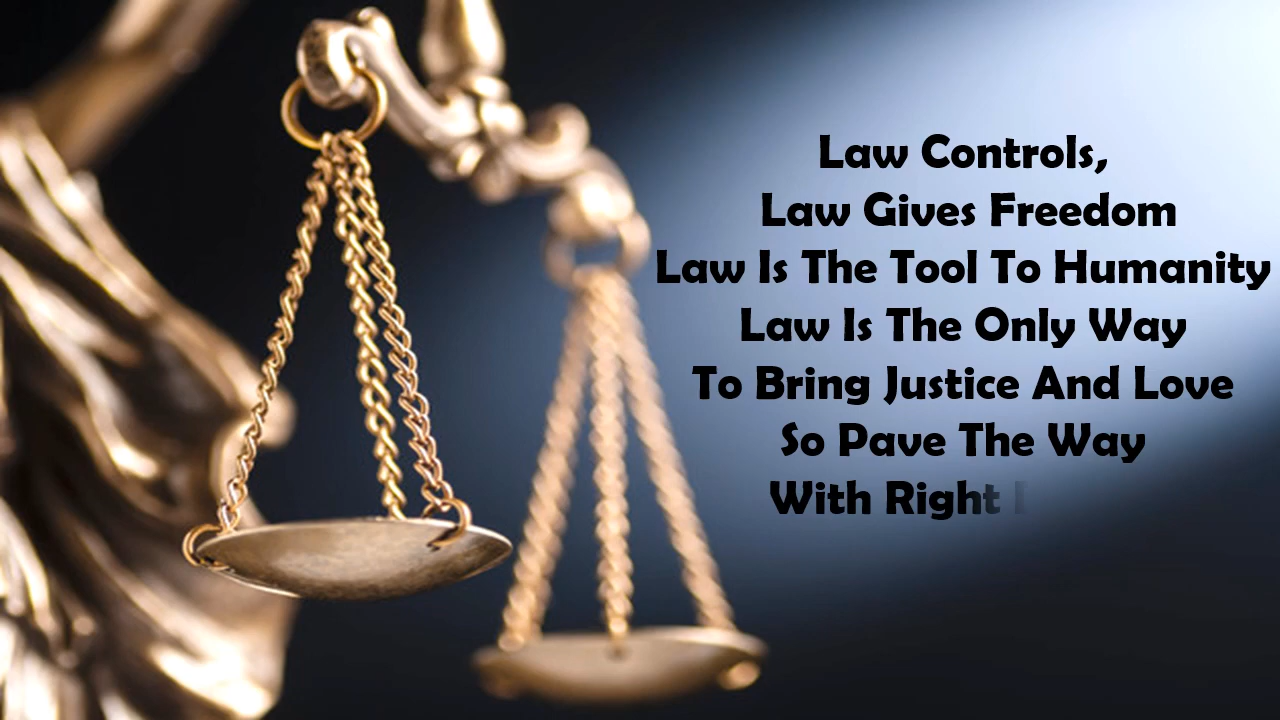 Law Controls,
Law Gives Freedom
Law Is The Tool To Humanity
Law Is The Only Way
To Bring Justice And Love
So Pave The Way
With Right